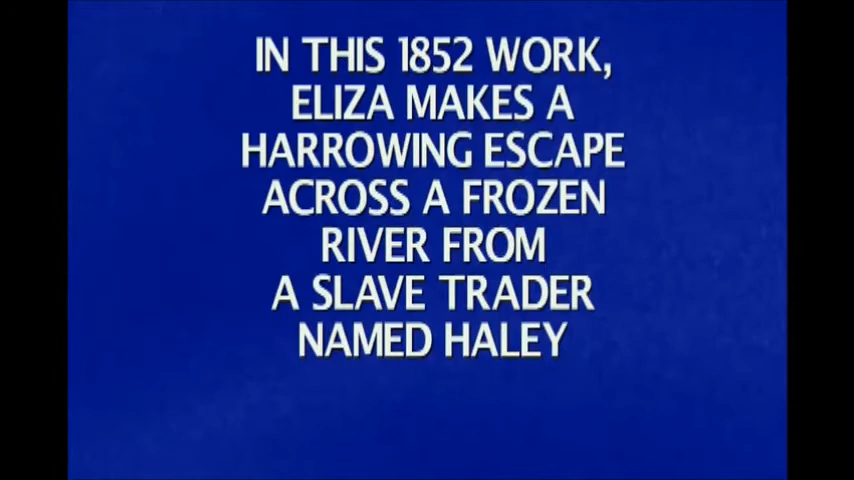 IN THIS 1852 WORK,
ELIZA MAKES A
HARROWING ESCAPE
ACROSS A FROZEN
RIVER FROM
A SLAVE TRADER
NAMED HALEY